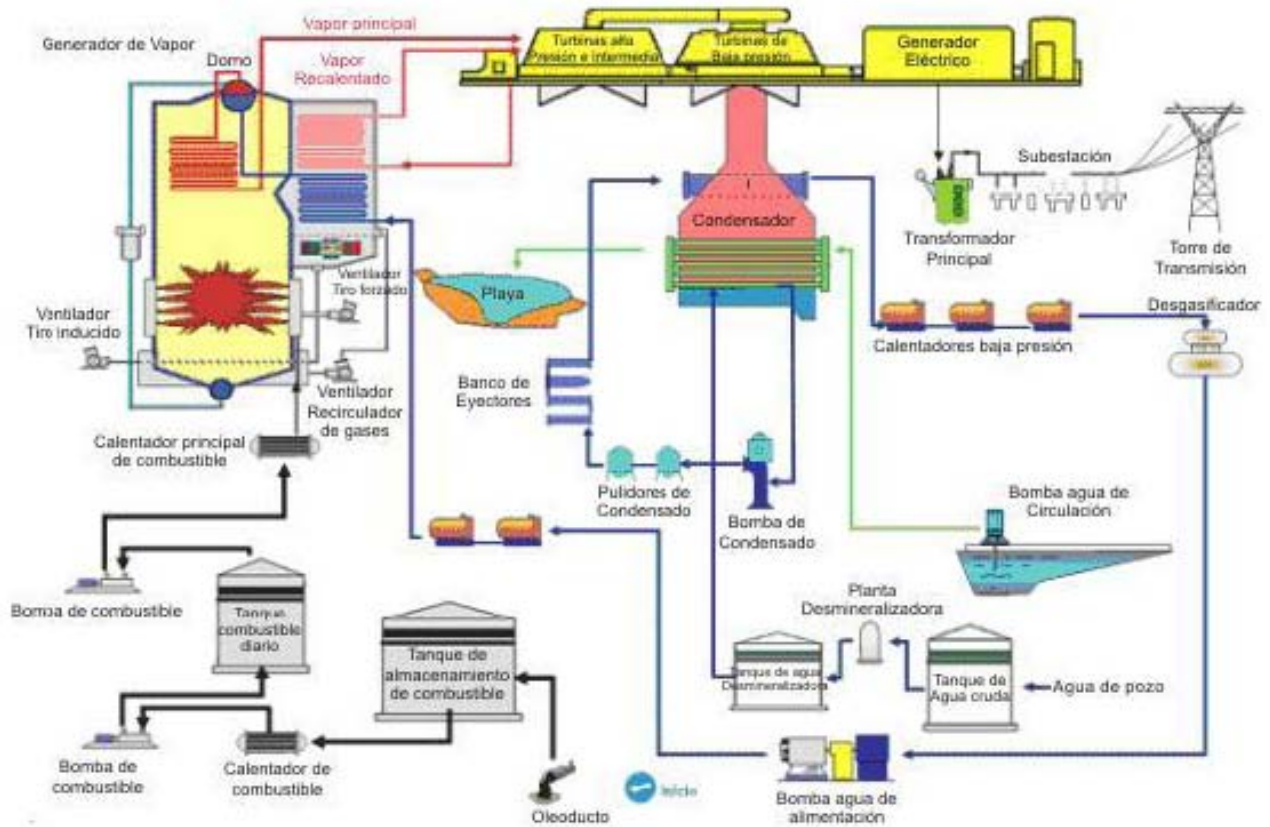 Generador de Vapor
Domo
Vapor principal
Vapor
Recalentado
Turbinas alta
Presión e Intermedia
Turbinas de
Baja presión
Generador
Eléctrico
Subestación
Transformador
Principal
Torre de
Transmisión
Condensador
Playa
Ventilador
Tiro forzado
Ventilador
Tiro inducido
Ventilador
Recirculador
de gases
Calentadores baja presión
Desgasificador
Banco de
Eyectores
Calentador principal
de combustible
Pulidores de
Condensado
Bomba de
Condensado
Bomba agua de
Circulación
Bomba de combustible
Tanque
combustible
diario
Tanque de
almacenamiento
de combustible
Planta
Desmineralizadora
Tanque de agua
Desmineralizadora
Tanque de
Agua cruda
Agua de pozo
Bomba de
combustible
Calentador de
combustible
Oleoducto
Inicio
Bomba agua de
alimentación